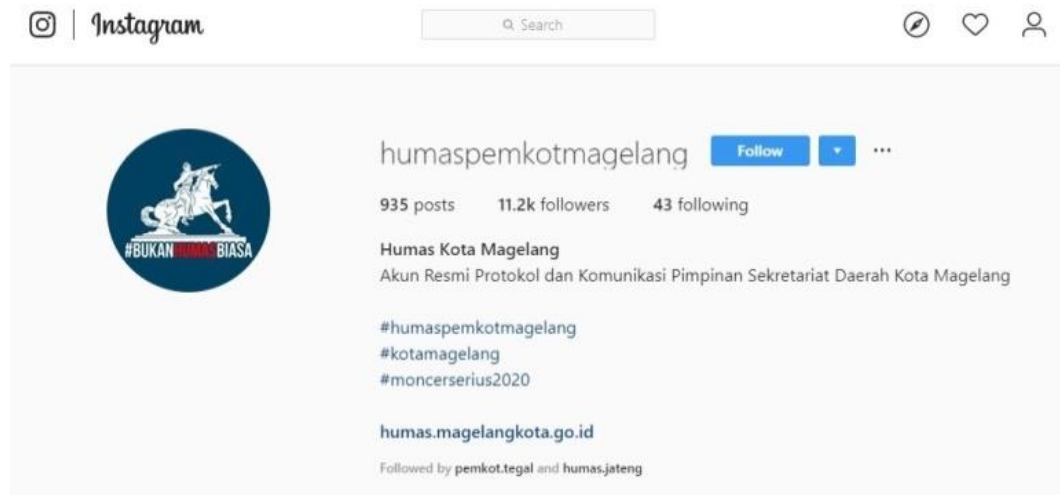 Instagram
Search
humaspemkotmagelang Follow ...
935 posts 11.2k followers 43 following
#BUKANHUMASBIASA
Humas Kota Magelang
Akun Resmi Protokol dan Komunikasi Pimpinan Sekretariat Daerah Kota Magelang
#humaspemkotmagelang
#kotamagelang
#moncerserius2020
humas.magelangkota.go.id
Followed by pemkot.tegal and humas.jateng